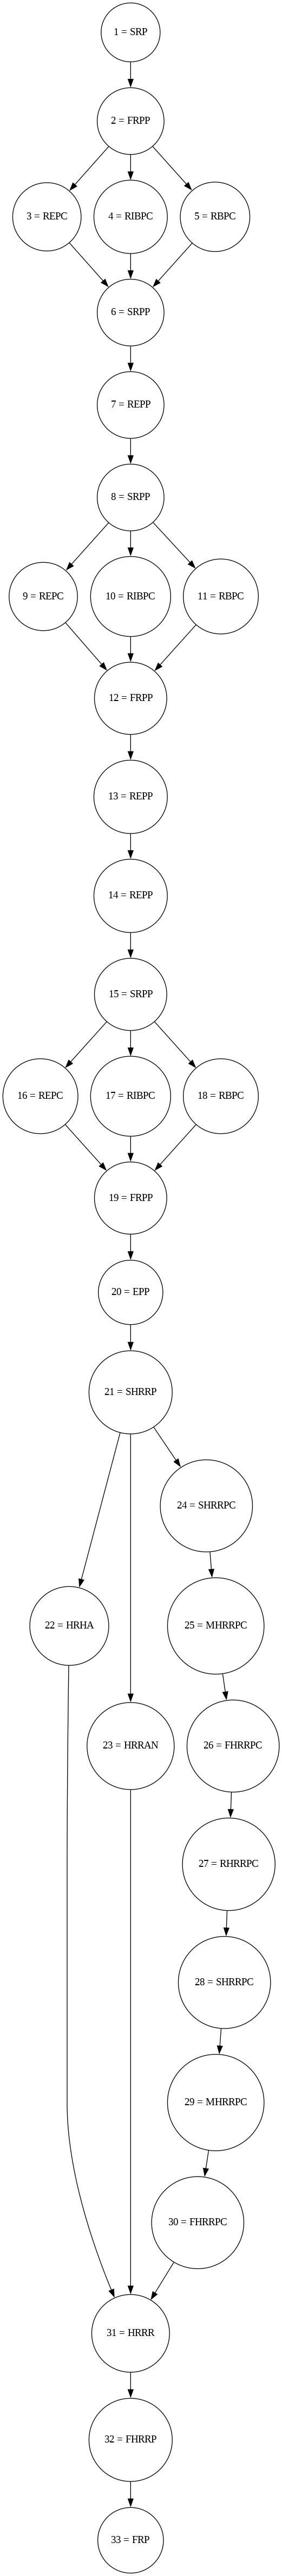 1 = SRP
2 = FRPP
3 = REPC
4 = RIBPC
5 = RBPC
6 = SRPP
7 = REPP
8 = SRPP
9 = REPC
10 = RIBPC
11 = RBPC
12 = FRPP
13 = REPP
14 = REPP
15 = SRPP
16 = REPC
17 = RIBPC
18 = RBPC
19 = FRPP
20 = EPP
21 = SHRRP
24 = SHRRPC
22 = HRHA
25 = MHRRPC
23 = HRRAN
26 = FHRRPC
27 = RHRRPC
28 = SHRRPC
29 = MHRRPC
30 = FHRRPC
31 = HRRR
32 = FHRRP
33 = FRP